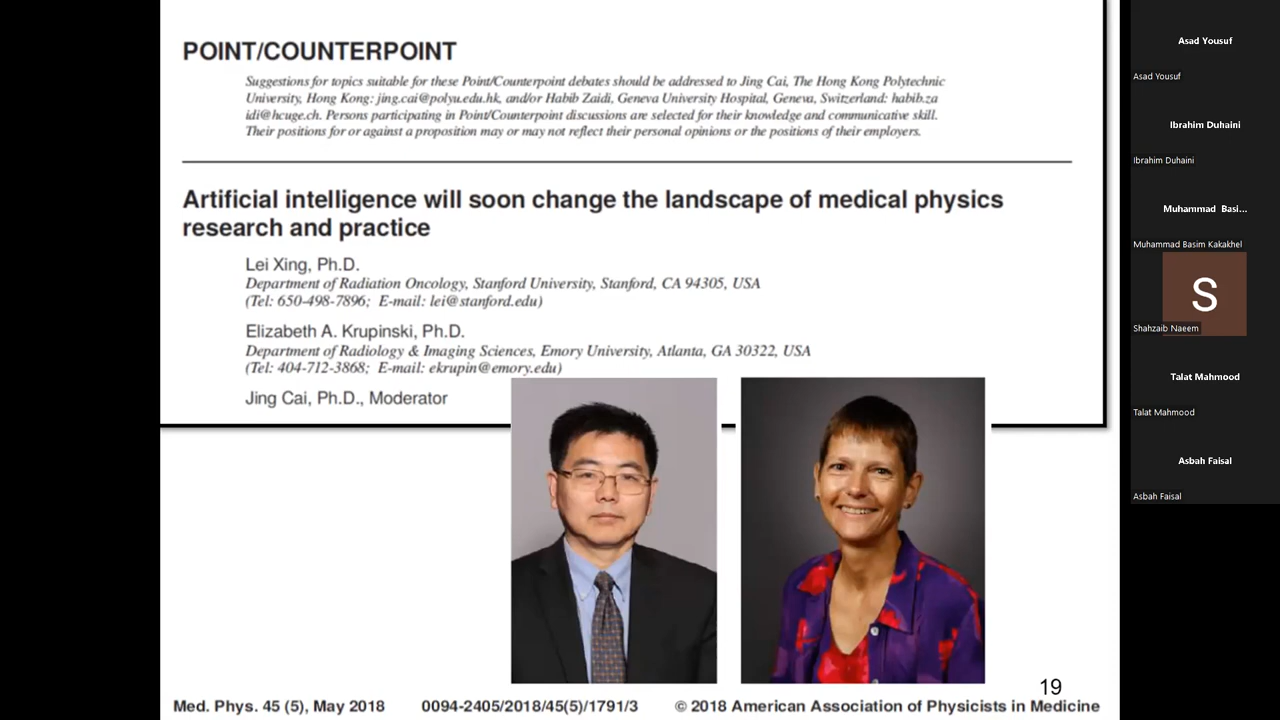 POINT/COUNTERPOINT
Suggestions for topics suitable for these Point/Counterpoint debates should be addressed to Jing Cai, The Hong Kong Polytechnic
University, Hong Kong: jing.cai@polyu.edu.hk, and/or Habib Zaidi, Geneva University Hospital, Geneva, Switzerland: habib.za
idi@hcuge.ch. Persons participating in Point/Counterpoint discussions are selected for their knowledge and communicative skill.
Their positions for or against a proposition may or may not reflect their personal opinions or the positions of their employers.
Artificial intelligence will soon change the landscape of medical physics
research and practice
Lei Xing, Ph.D.
Department of Radiation Oncology, Stanford University, Stanford, CA 94305, USA
(Tel: 650-498-7896; E-mail: lei@stanford.edu)
Elizabeth A. Krupinski, Ph.D.
Department of Radiology & Imaging Sciences, Emory University, Atlanta, GA 30322, USA
(Tel: 404-712-3868; E-mail: ekrupin@emory.edu)
Jing Cai, Ph.D., Moderator
19
Med. Phys. 45 (5), May 2018 0094-2405/2018/45(5)/1791/3 © 2018 American Association of Physicists in Medicine
Asad Yousuf
Asad Yousuf
Ibrahim Duhaini
Ibrahim Duhaini
Muhammad Basi...
Muhammad Basim Kakakhel
S
Shahzaib Naeem
Talat Mahmood
Talat Mahmood
Asbah Faisal
Asbah Faisal